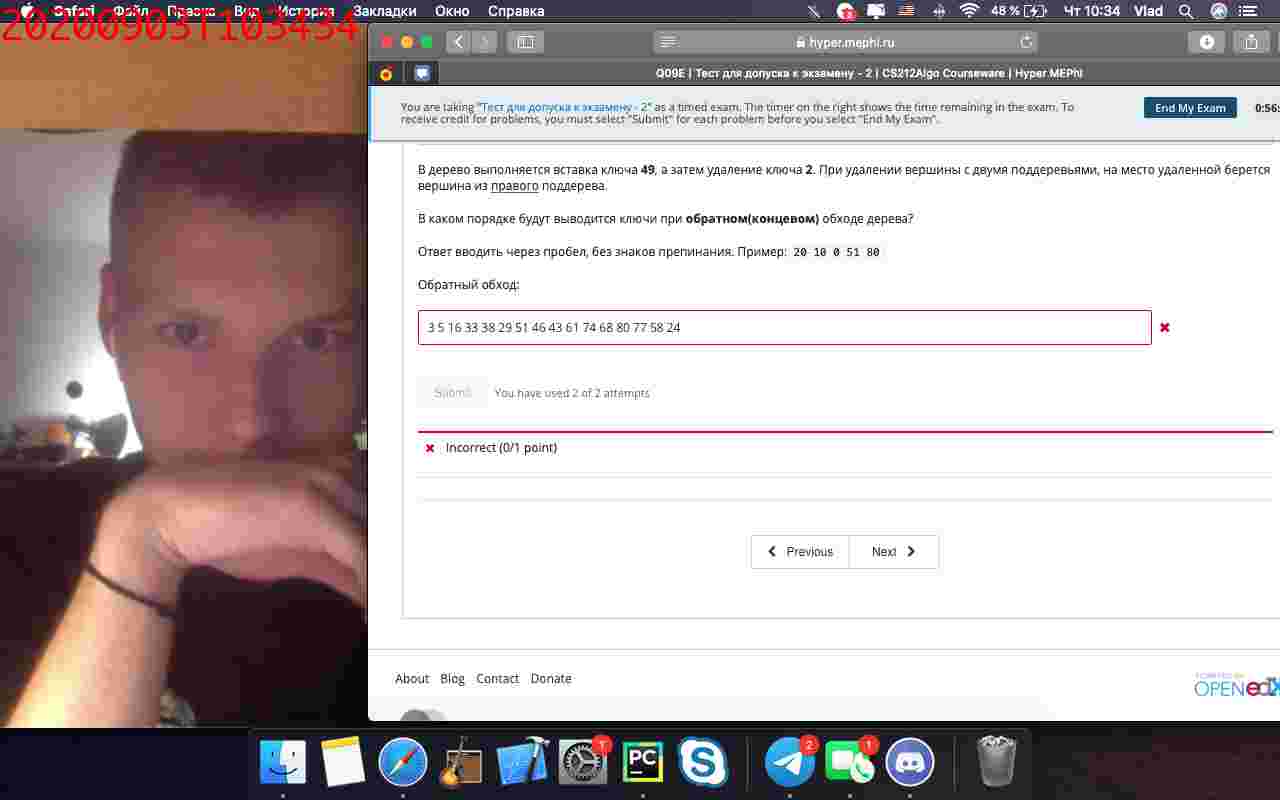 Safari Файл Правка Вид История Закладки Окно Справка 48 % Чт 10:34 Vlad
20200903T103434
hyper.mephi.ru
Q09E | Тест для допуска к экзамену - 2 | CS212Algo Courseware | Hyper.MEPhI
You are taking "Тест для допуска к экзамену - 2" as a timed exam. The timer on the right shows the time remaining in the exam. To
receive credit for problems, you must select "Submit" for each problem before you select "End My Exam".
End My Exam
0:56:
В дерево выполняется вставка ключа 49, а затем удаление ключа 2. При удалении вершины с двумя поддеревьями, на место удаленной берется
вершина из правого поддерева.
В каком порядке будут выводится ключи при обратном(концевом) обходе дерева?
Ответ вводить через пробел, без знаков препинания. Пример: 20 10 0 51 80
Обратный обход:
3 5 16 33 38 29 51 46 43 61 74 68 80 77 58 24
Submit You have used 2 of 2 attempts
Incorrect (0/1 point)
Previous Next
About Blog Contact Donate
POWERED BY
OPEN edX
PC
2
1